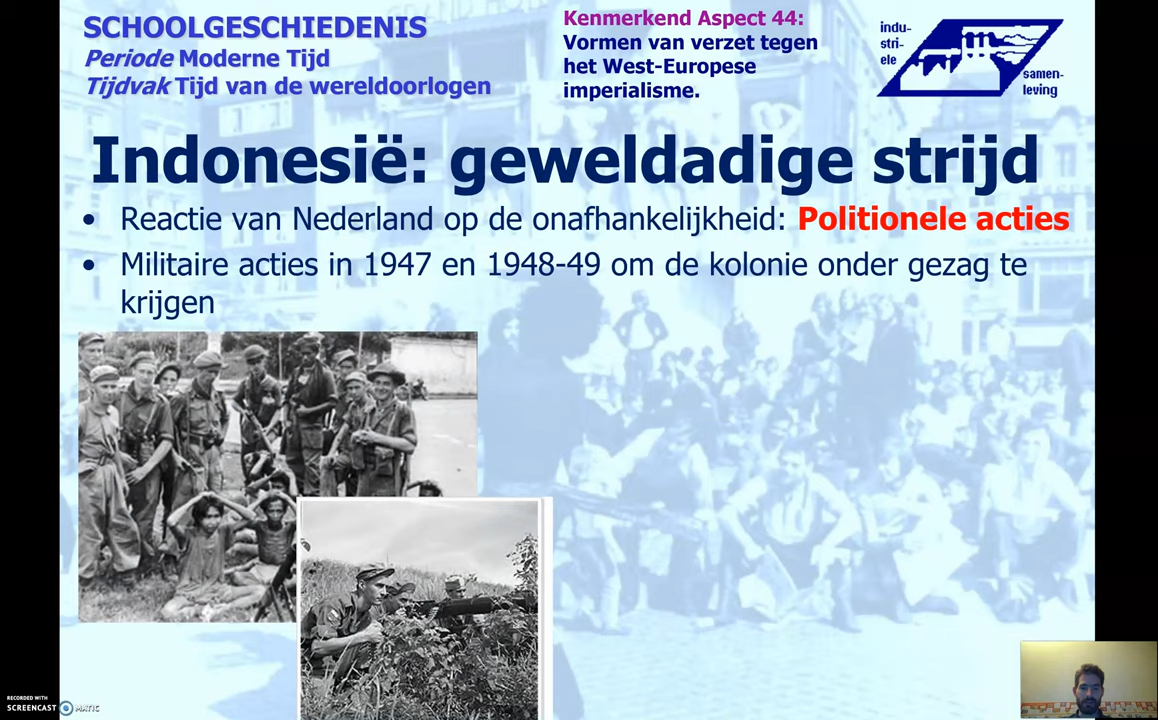 SCHOOLGESCHIEDENIS
Periode Moderne Tijd
Tijdvak Tijd van de wereldoorlogen
Kenmerkend Aspect 44:
Vormen van verzet tegen
het West-Europese
imperialisme.
indu-
stri-
ele
samen-
leving
Indonesië: geweldadige strijd
• Reactie van Nederland op de onafhankelijkheid: Politionele acties
• Militaire acties in 1947 en 1948-49 om de kolonie onder gezag te
krijgen
RECORDED WITH
SCREENCAST MATIC